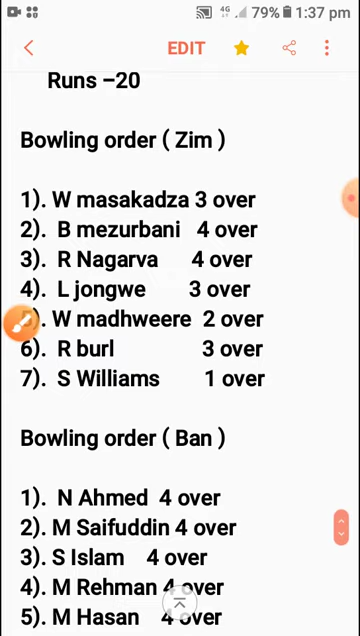 4G 79% 1:37 pm
EDIT
Runs –20
Bowling order ( Zim )
1). W masakadza 3 over
2). B mezurbani 4 over
3). R Nagarva 4 over
4). L jongwe 3 over
). W madhweere 2 over
6). R burl 3 over
7). S Williams 1 over
Bowling order ( Ban )
1). N Ahmed 4 over
2). M Saifuddin 4 over
3). S Islam 4 over
4). M Rehman 4 over
5). M Hasan 4 over